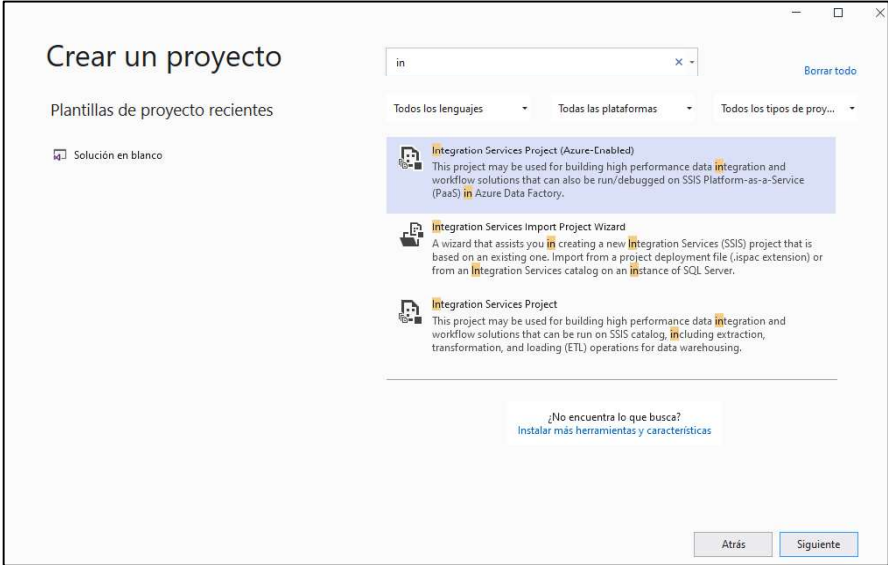 Crear un proyecto
in
Borrar todo
Plantillas de proyecto recientes
Todos los lenguajes
Todas las plataformas
Todos los tipos de proy...
Solución en blanco
Integration Services Project (Azure-Enabled)
This project may be used for building high performance data integration and
workflow solutions that can also be run/debugged on SSIS Platform-as-a-Service
(PaaS) in Azure Data Factory.
Integration Services Import Project Wizard
A wizard that assists you in creating a new Integration Services (SSIS) project that is
based on an existing one. Import from a project deployment file (.ispac extension) or
from an Integration Services catalog on an instance of SQL Server.
Integration Services Project
This project may be used for building high performance data integration and
workflow solutions that can be run on SSIS catalog, including extraction,
transformation, and loading (ETL) operations for data warehousing.
¿No encuentra lo que busca?
Instalar más herramientas y características
Atrás
Siguiente